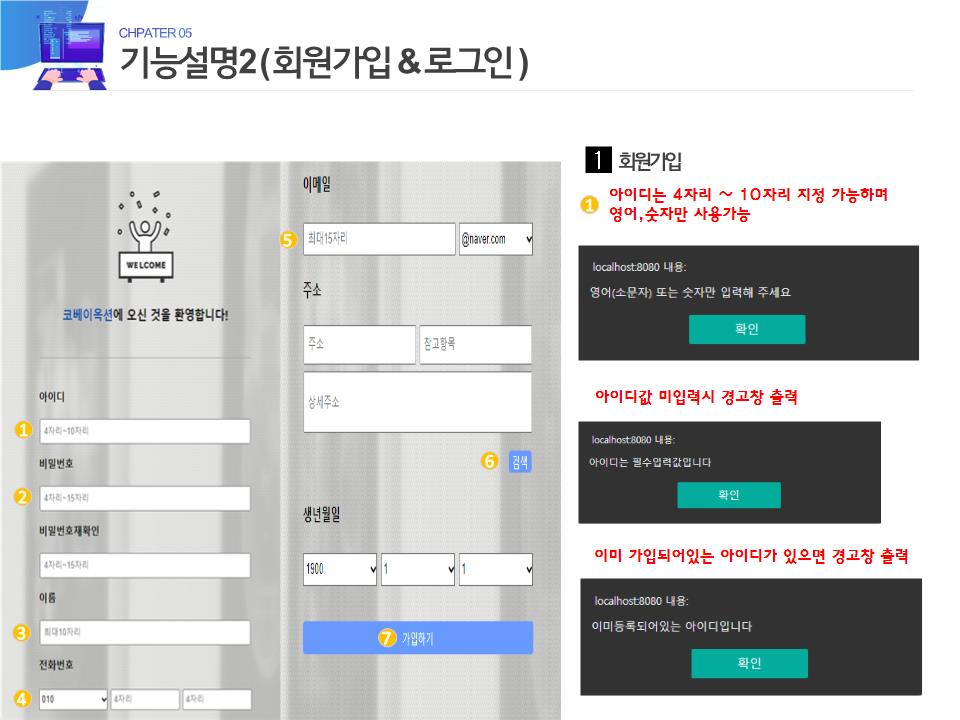 CHPATER 05
기능설명2(회원가입&로그인)
WELCOME
코베이옥션에 오신 것을 환영합니다!
아이디
1 4자리~10자리
비밀번호
2 4자리~15자리
비밀번호재확인
4자리~15자리
이름
3 최대10자리
전화번호
4 010 4자리 4자리
이메일
5 최대15자리 @naver.com
주소
주소 참고항목
상세주소
6 검색
생년월일
1900 1 1
7 가입하기
1 회원가입
1 아이디는 4자리 ~ 10자리 지정 가능하며
영어,숫자만 사용가능
localhost:8080 내용:
영어(소문자) 또는 숫자만 입력해 주세요
확인
아이디값 미입력시 경고창 출력
localhost:8080 내용:
아이디는 필수입력값입니다
확인
이미 가입되어있는 아이디가 있으면 경고창 출력
localhost:8080 내용:
이미등록되어있는 아이디입니다
확인